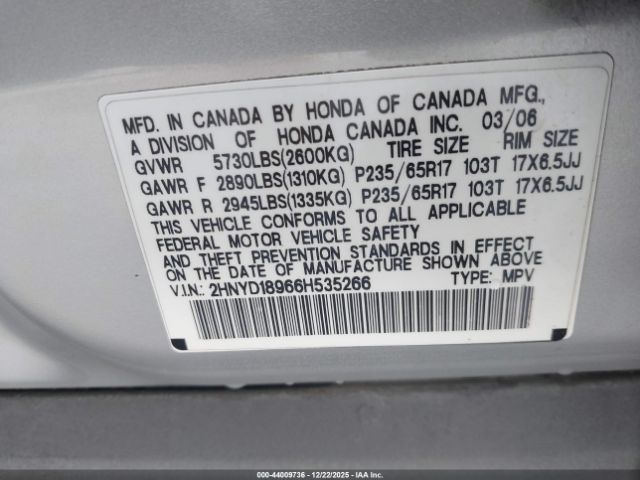 MFD. IN CANADA BY HONDA OF CANADA MFG.,
A DIVISION OF HONDA CANADA INC. 03/06
GVWR 5730LBS(2600KG) TIRE SIZE RIM SIZE
GAWR F 2890LBS(1310KG) P235/65R17 103T 17X6.5JJ
GAWR R 2945LBS(1335KG) P235/65R17 103T 17X6.5JJ
THIS VEHICLE CONFORMS TO ALL APPLICABLE
FEDERAL MOTOR VEHICLE SAFETY
AND THEFT PREVENTION STANDARDS IN EFFECT
ON THE DATE OF MANUFACTURE SHOWN ABOVE
V.I.N.: 2HNYD18966H535266 TYPE: MPV
000-44009736 - 12/22/2025 - IAA Inc.